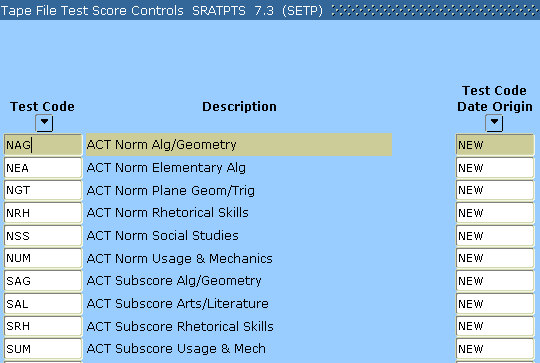 Tape File Test Score Controls SRATPTS 7.3 (SETP)
Test Code Description Test Code Date Origin
NAG ACT Norm Alg/Geometry NEW
NEA ACT Norm Elementary Alg NEW
NGT ACT Norm Plane Geom/Trig NEW
NRH ACT Norm Rhetorical Skills NEW
NSS ACT Norm Social Studies NEW
NUM ACT Norm Usage & Mechanics NEW
SAG ACT Subscore Alg/Geometry NEW
SAL ACT Subscore Arts/Literature NEW
SRH ACT Subscore Rhetorical Skills NEW
SUM ACT Subscore Usage & Mech NEW